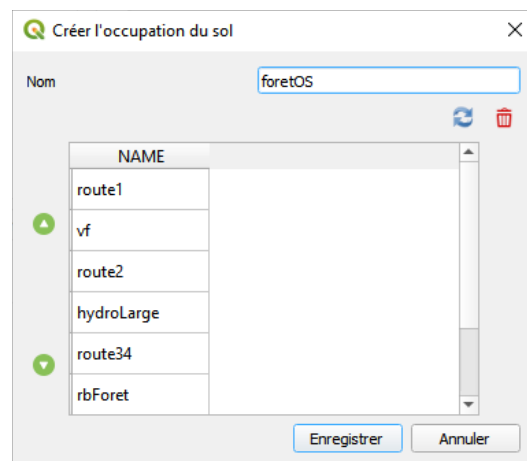 Créer l'occupation du sol
Nom
foretOS
NAME
route1
vf
route2
hydroLarge
route34
rbForet
Enregistrer
Annuler